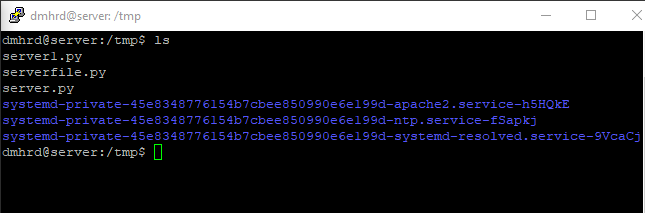 dmhrd@server: /tmp
dmhrd@server:/tmp$ ls
server1.py
serverfile.py
server.py
systemd-private-45e8348776154b7cbee850990e6e199d-apache2.service-h5HQkE
systemd-private-45e8348776154b7cbee850990e6e199d-ntp.service-fSapkj
systemd-private-45e8348776154b7cbee850990e6e199d-systemd-resolved.service-9VcaCj
dmhrd@server:/tmp$